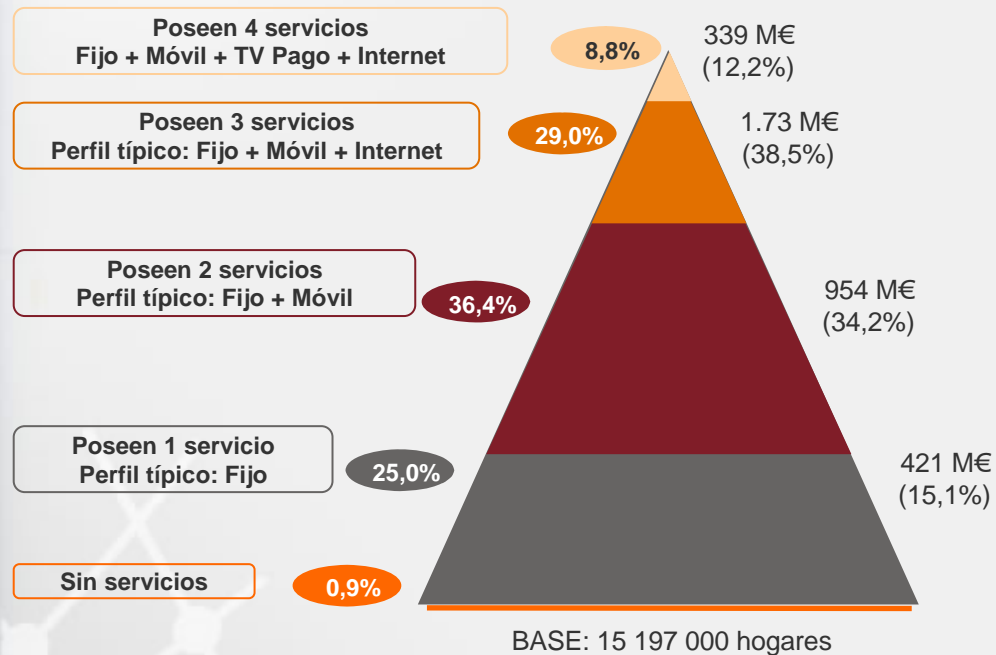 Poseen 4 servicios
Fijo + Móvil + TV Pago + Internet
8,8%
339 M€
(12,2%)
Poseen 3 servicios
Perfil típico: Fijo + Móvil + Internet
29,0%
1.73 M€
(38,5%)
Poseen 2 servicios
Perfil típico: Fijo + Móvil
36,4%
954 M€
(34,2%)
Poseen 1 servicio
Perfil típico: Fijo
25,0%
421 M€
(15,1%)
Sin servicios
0,9%
BASE: 15 197 000 hogares